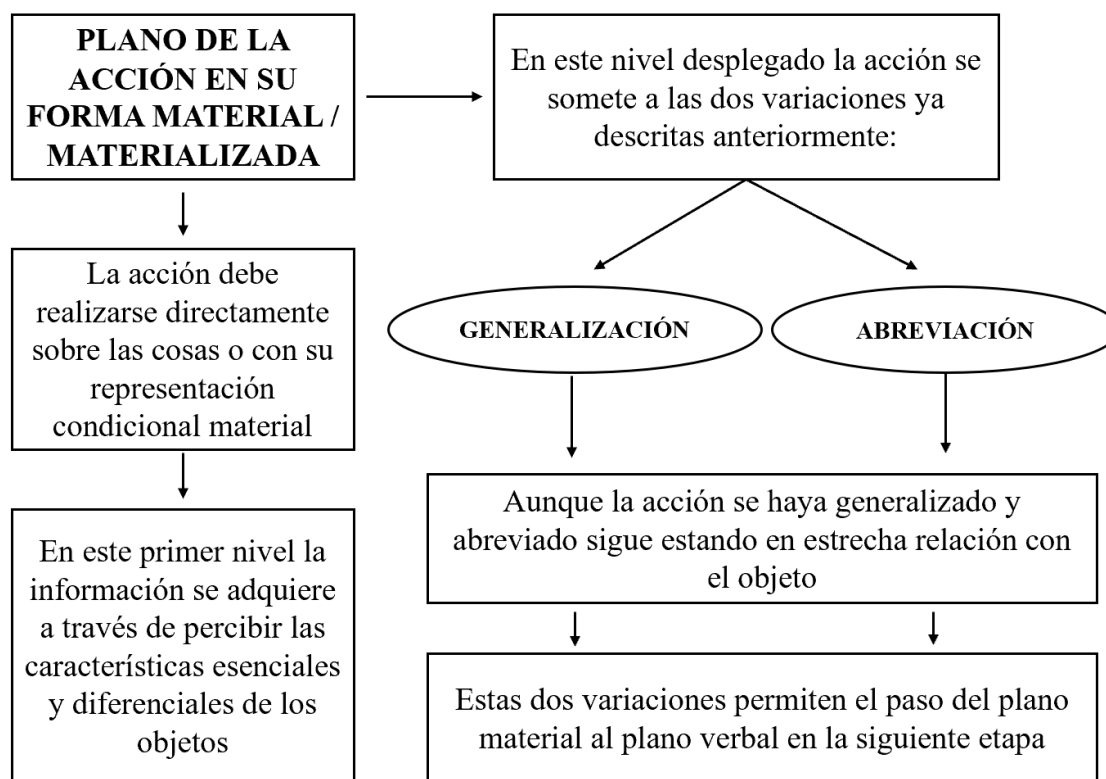 PLANO DE LA
ACCIÓN EN SU
FORMA MATERIAL /
MATERIALIZADA
En este nivel desplegado la acción se
somete a las dos variaciones ya
descritas anteriormente:
La acción debe
realizarse directamente
sobre las cosas o con su
representación
condicional material
GENERALIZACIÓN
ABREVIACIÓN
En este primer nivel la
información se adquiere
a través de percibir las
características esenciales
y diferenciales de los
objetos
Aunque la acción se haya generalizado y
abreviado sigue estando en estrecha relación con
el objeto
Estas dos variaciones permiten el paso del plano
material al plano verbal en la siguiente etapa